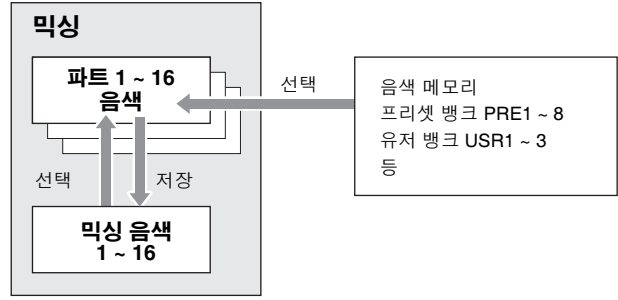 믹싱
파트 1 ~ 16
음색
선택
음색 메모리
프리셋 뱅크 PRE1 ~ 8
유저 뱅크 USR1 ~ 3
등
선택
저장
믹싱 음색
1 ~ 16